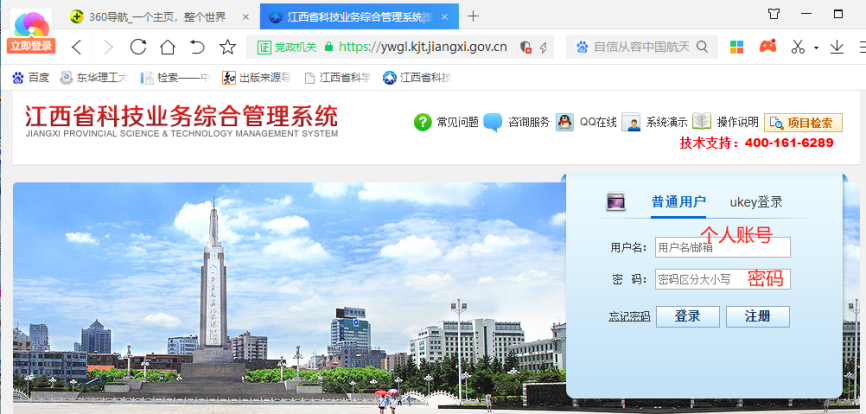 360导航_一个主页，整个世界 × 江西省科技业务综合管理系统 × +
立即登录
证 党政机关 https://ywgl.kjt.jiangxi.gov.cn 自信从容中国航天
百度 东华理工大 检索——中 出版来源导 江西省科学 江西省科技
江西省科技业务综合管理系统
JIANGXI PROVINCIAL SCIENCE & TECHNOLOGY MANAGEMENT SYSTEM
常见问题 咨询服务 QQ在线 系统演示 操作说明 项目检索
技术支持：400-161-6289
普通用户 ukey登录
个人账号
用户名： 用户名/邮箱
密 码： 密码区分大小写 密码
忘记密码 登录 注册